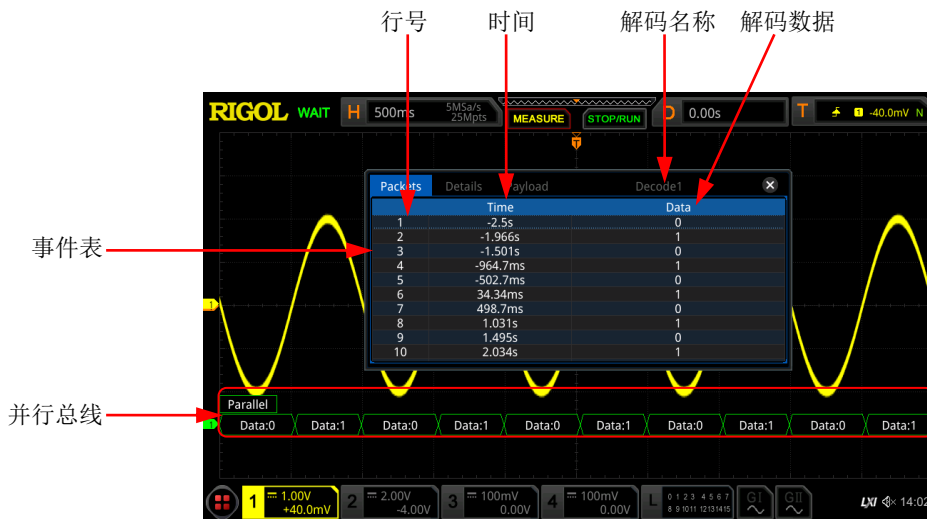 行号 时间 解码名称 解码数据
RIGOL WAIT H 500ms 5MSa/s 25Mpts MEASURE STOP/RUN D 0.00s T 1 -40.0mV N
T
Packets Details Payload Decode1
Time Data
1 -2.5s 0
2 -1.966s 1
事件表
3 -1.501s 0
4 -964.7ms 1
5 -502.7ms 0
6 34.34ms 1
7 498.7ms 0
8 1.031s 1
9 1.495s 0
10 2.034s 1
1
Parallel
并行总线
1 Data:0 Data:1 Data:0 Data:1 Data:0 Data:1 Data:0 Data:1 Data:0 Data:1
1 1.00V +40.0mV 2 2.00V -4.00V 3 100mV 0.00V 4 100mV 0.00V L 0 1 2 3 4 5 6 7 8 9 10 11 12 13 14 15 GI GII LXI 14:02